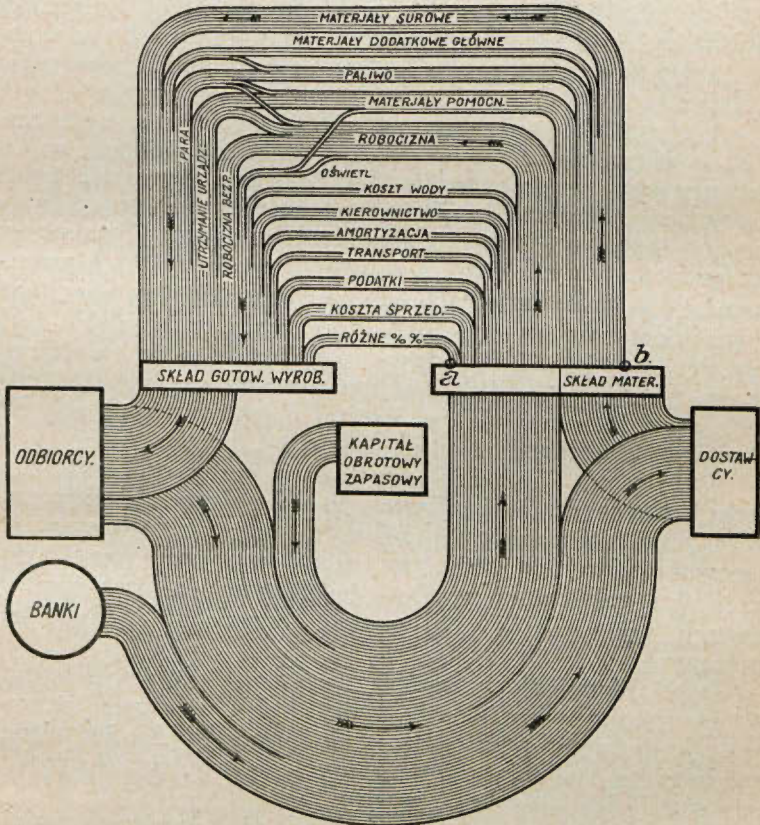 MATERJAŁY SUROWE
MATERJAŁY DODATKOWE GŁÓWNE
PALIWO
MATERJAŁY POMOCN.
ROBOCIZNA
PARA
UTRZYMANIE URZĄDZ.
ROBOCIZNA BEZP.
OŚWIETL
KOSZT WODY
KIEROWNICTWO
AMORTYZACJA
TRANSPORT
PODATKI
KOSZTA SPRZED.
RÓŻNE %%
a
b.
SKŁAD GOTOW. WYROB.
SKŁAD MATER.
ODBIORCY.
KAPITAŁ
OBROTOWY
ZAPASOWY
DOSTAW-
CY.
BANKI